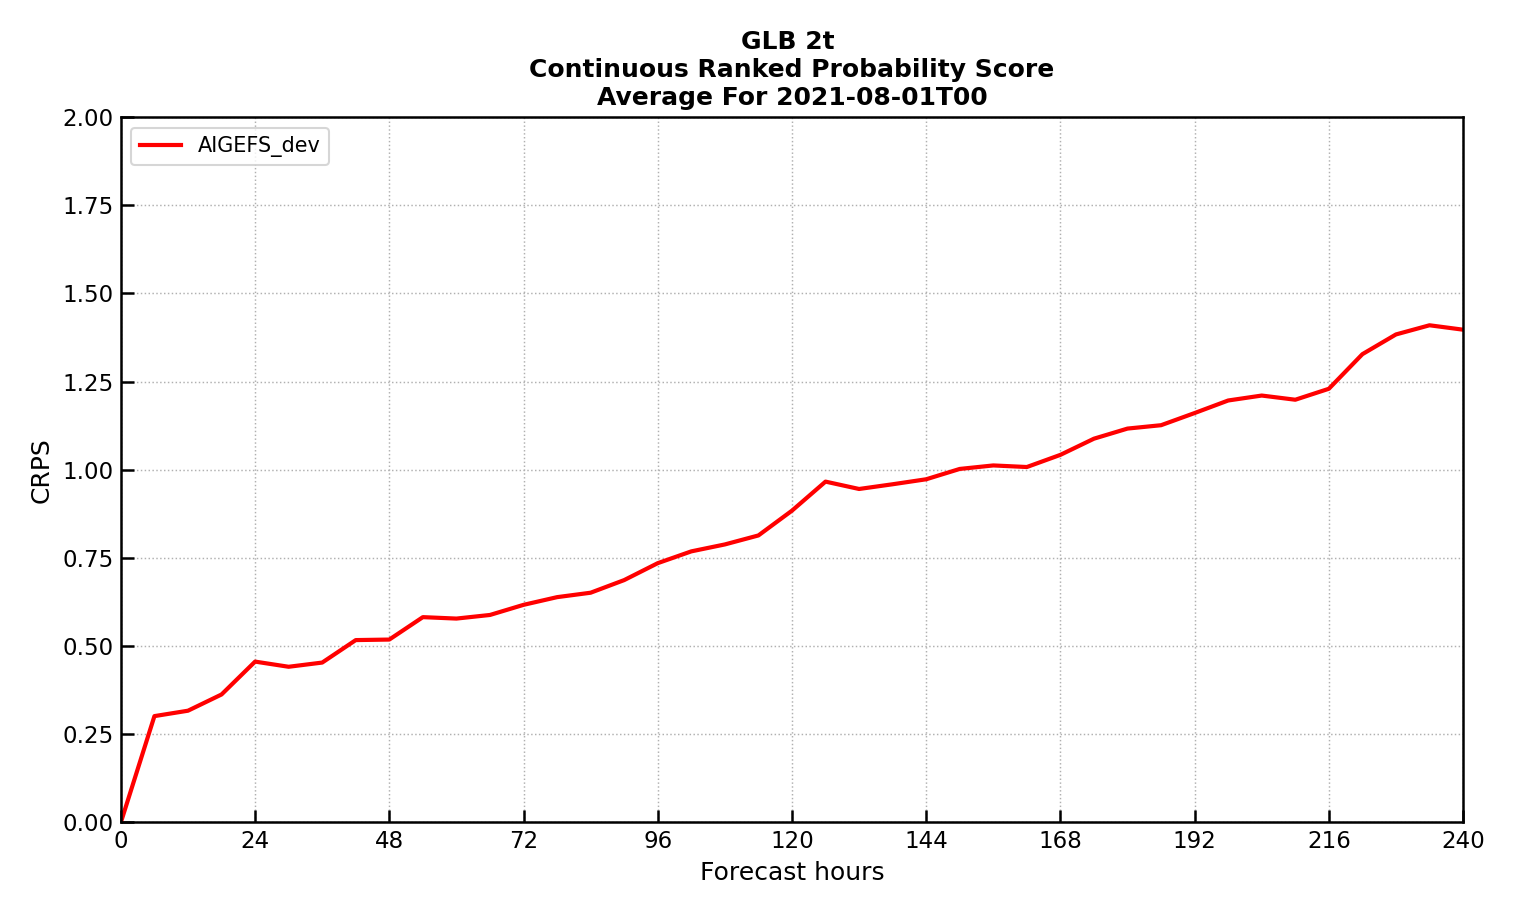 GLB 2t
Continuous Ranked Probability Score
Average For 2021-08-01T00
AIGEFS_dev
2.00
1.75
1.50
1.25
1.00
0.75
0.50
0.25
0.00
CRPS
0 24 48 72 96 120 144 168 192 216 240
Forecast hours